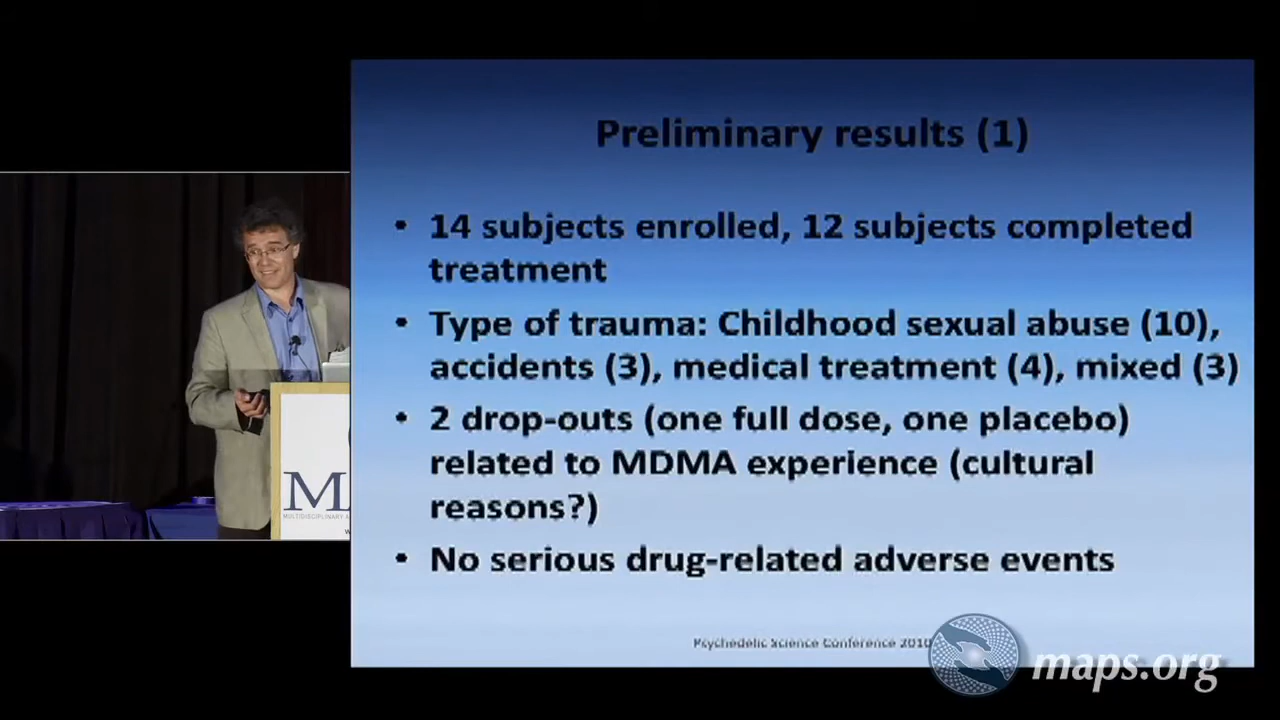 Preliminary results (1)
• 14 subjects enrolled, 12 subjects completed
treatment
• Type of trauma: Childhood sexual abuse (10),
accidents (3), medical treatment (4), mixed (3)
• 2 drop-outs (one full dose, one placebo)
related to MDMA experience (cultural
reasons?)
• No serious drug-related adverse events
Psychedelic Science Conference 2010
maps.org
M
MULTIDISCIPLINARY